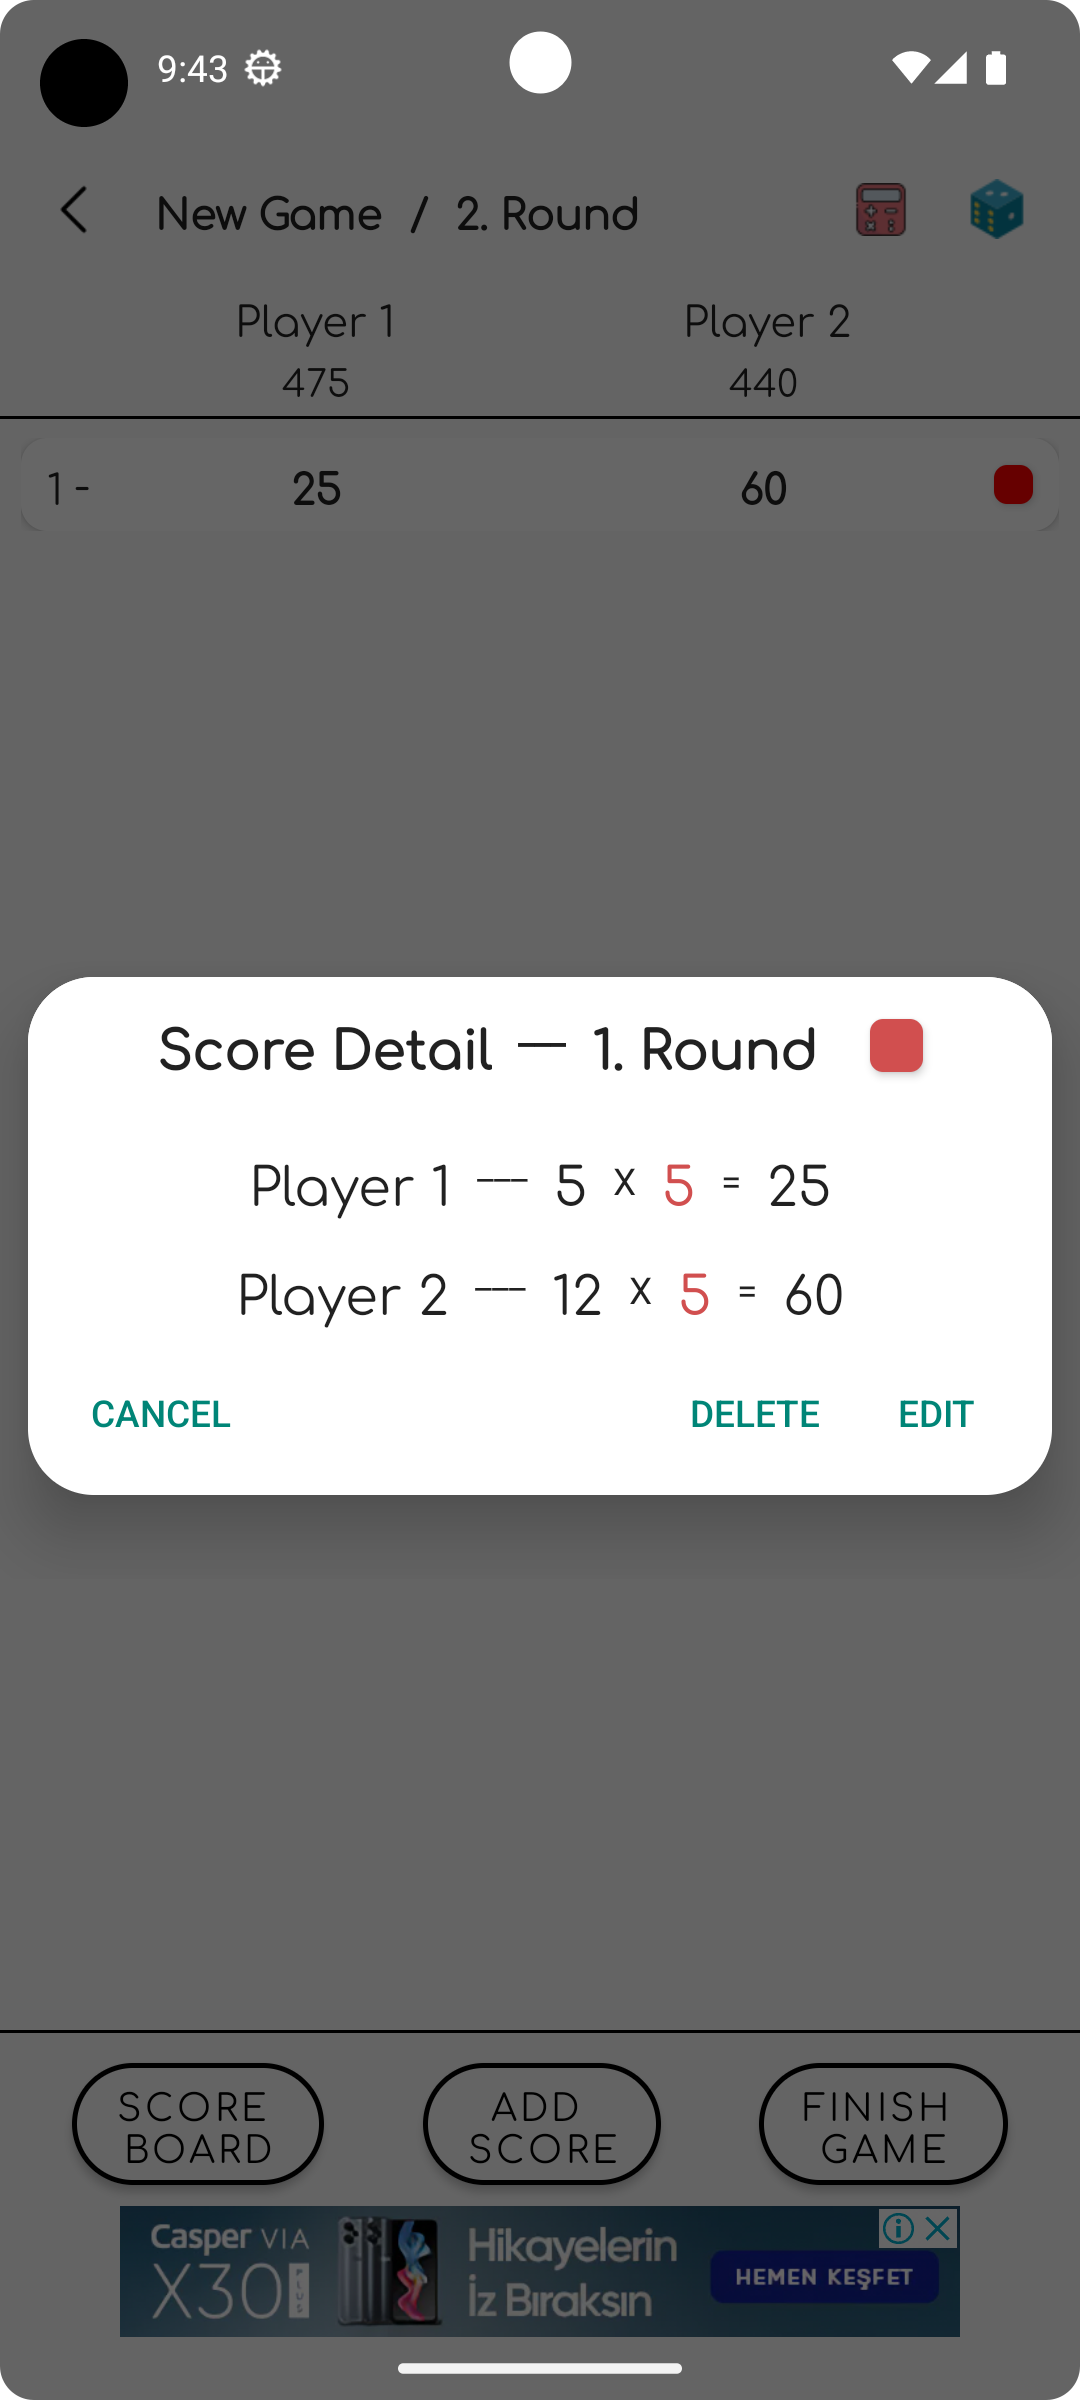 9:43
New Game / 2. Round
Player 1 Player 2
475 440
1 - 25 60
Score Detail — 1. Round
Player 1 --- 5 X 5 = 25
Player 2 --- 12 X 5 = 60
CANCEL DELETE EDIT
SCORE BOARD
ADD SCORE
FINISH GAME
Casper VIA
X30 PLUS
Hikayelerin
İz Bıraksın
HEMEN KEŞFET